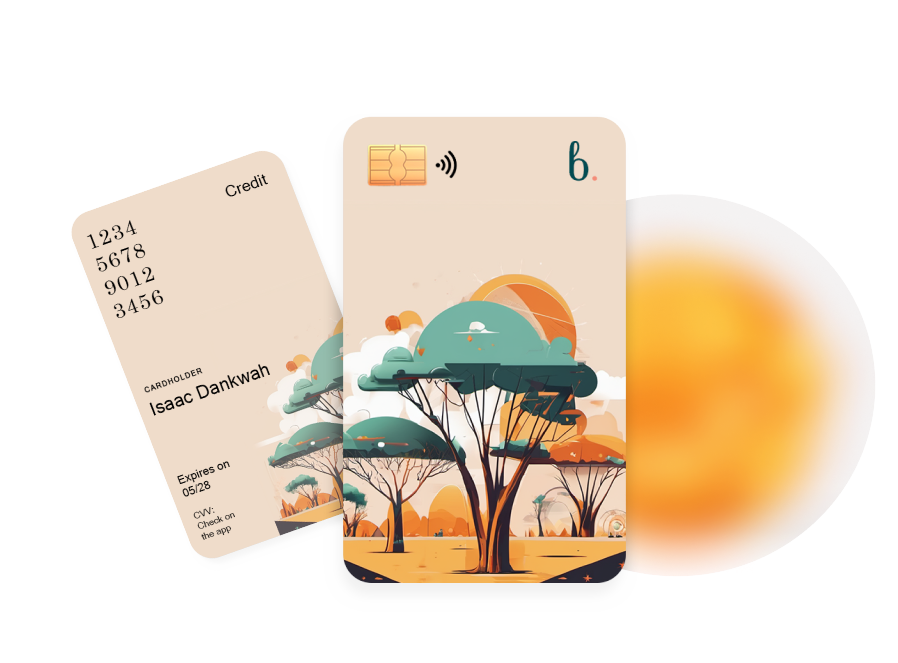 Credit
1234
5678
9012
3456
CARDHOLDER
Isaac Dankwah
Expires on
05/28
CVV:
Check on
the app
b.